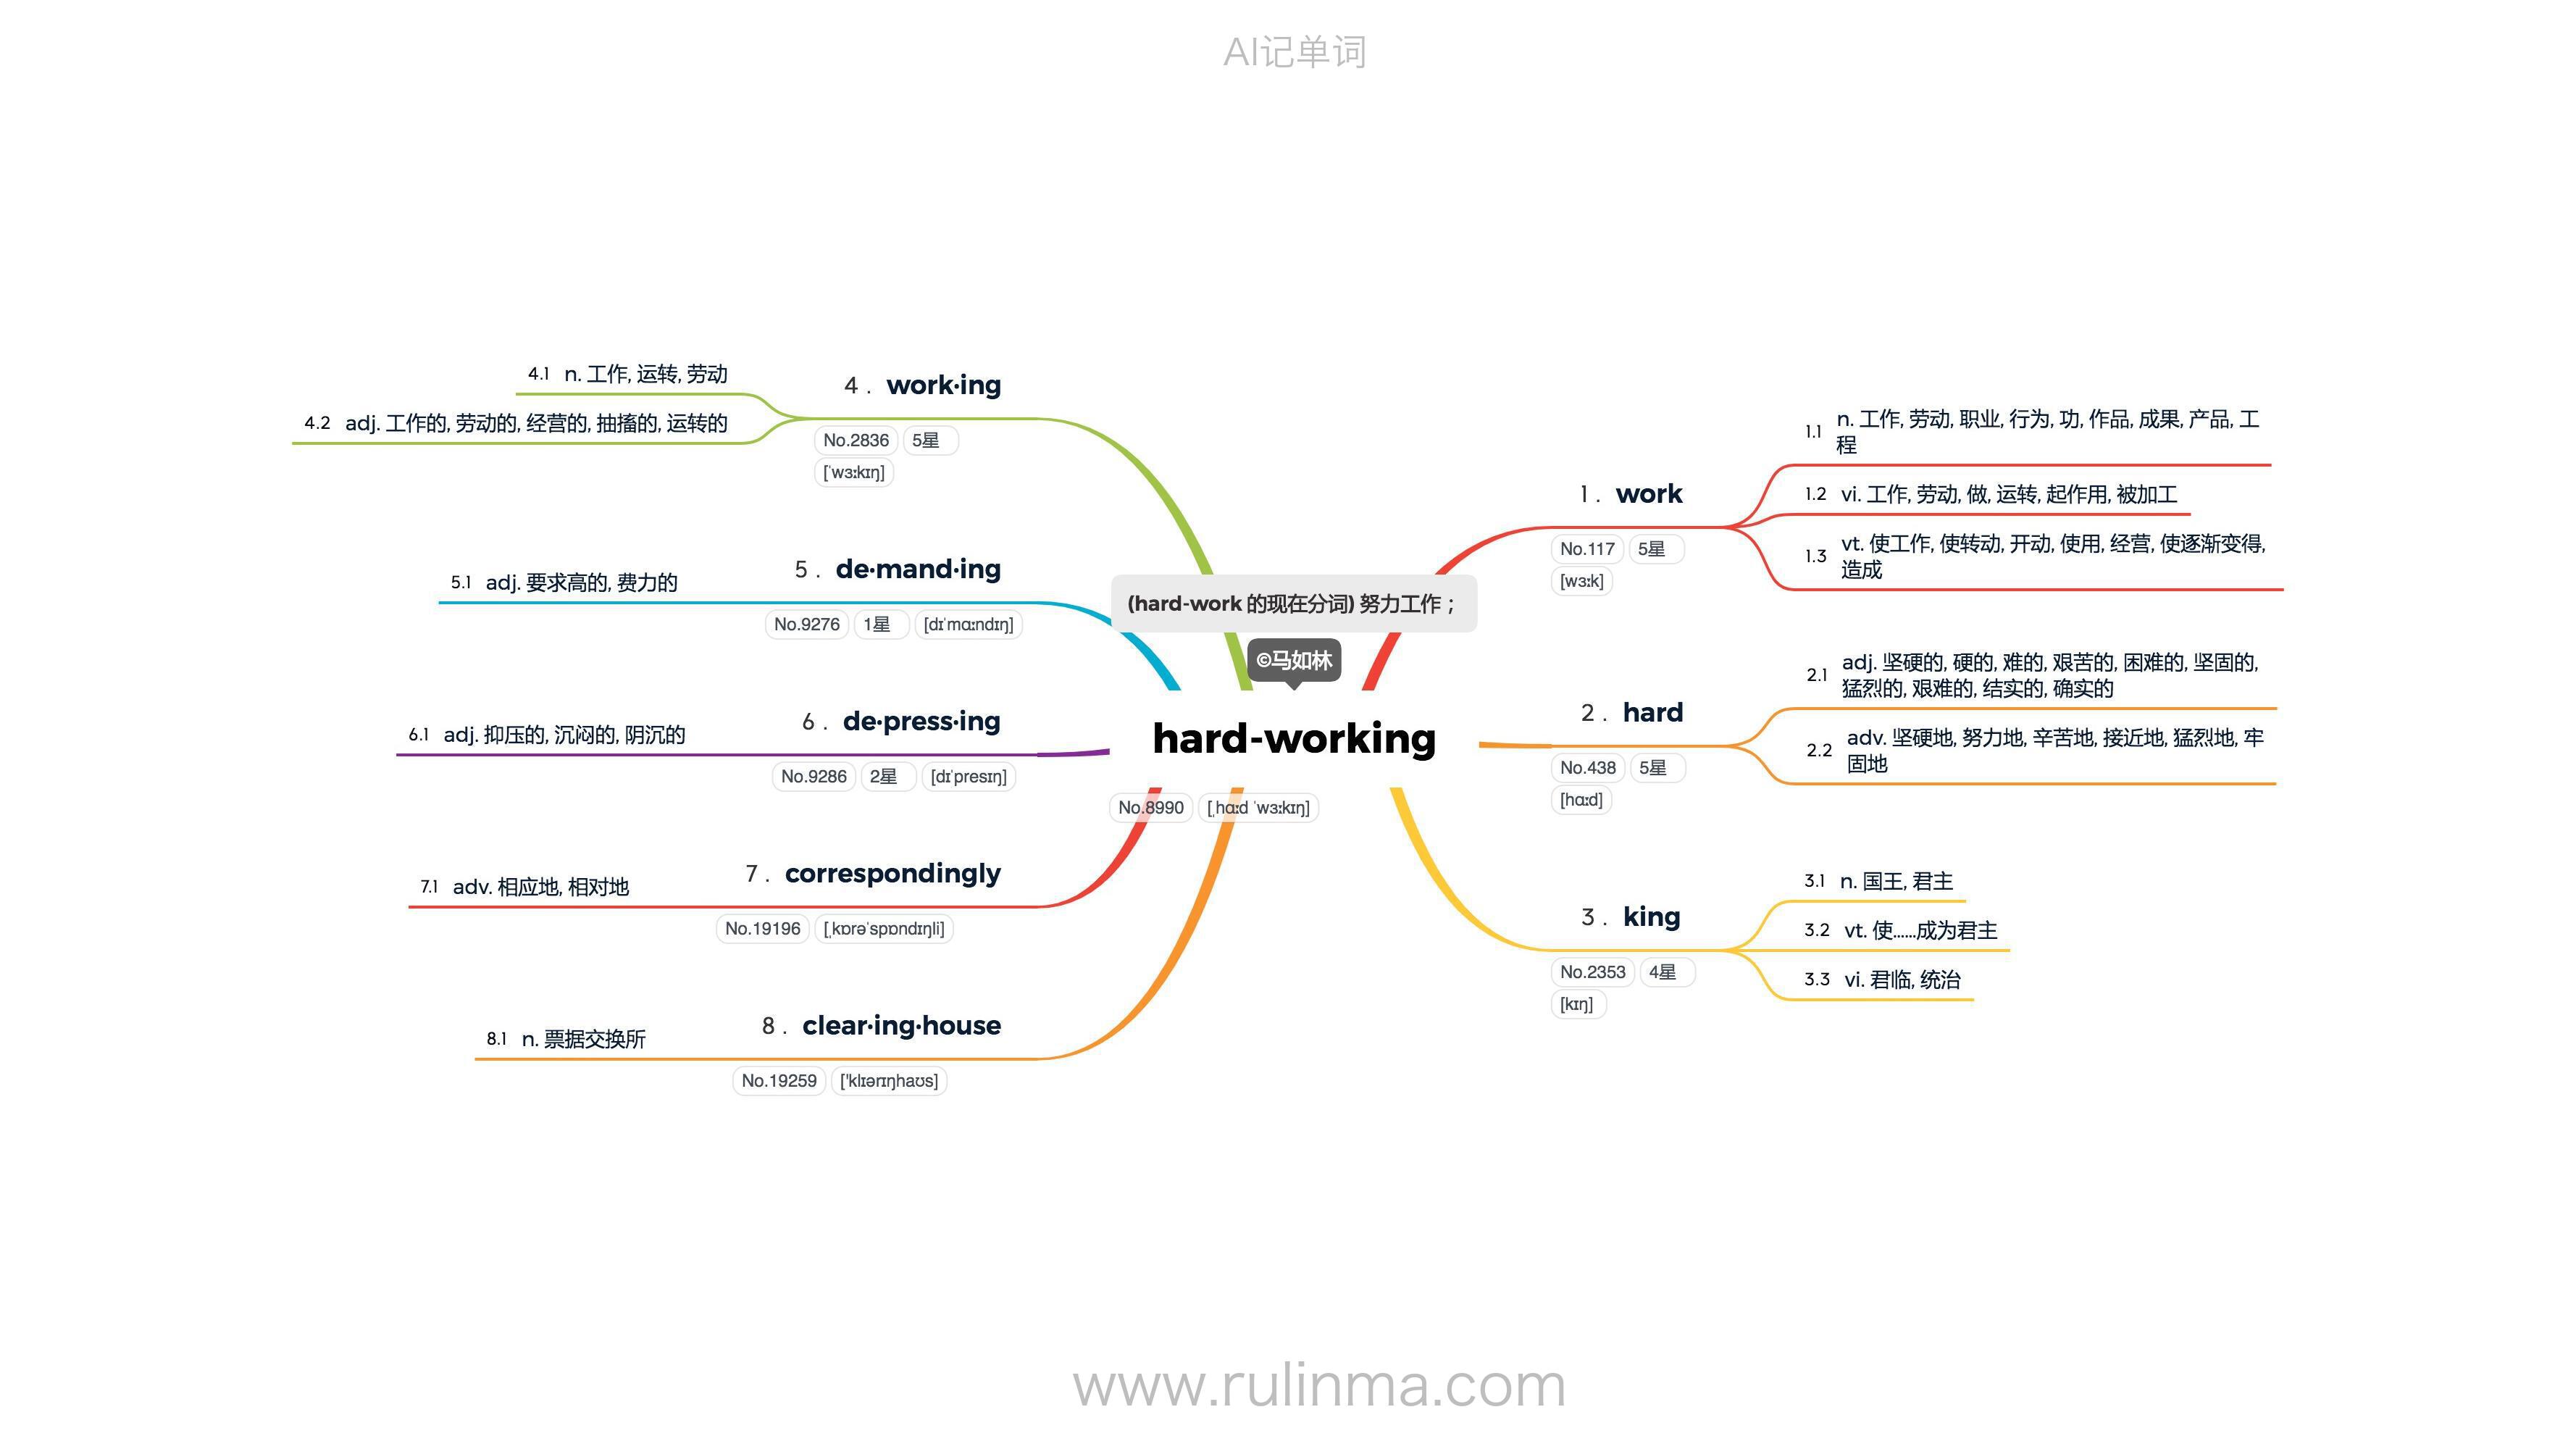 AI记单词
(hard-work 的现在分词) 努力工作；
©马如林
hard-working
No.8990 [ˌhɑːd ˈwɜːkɪŋ]
1 . work
No.117 5星
[wɜːk]
1.1 n. 工作, 劳动, 职业, 行为, 功, 作品, 成果, 产品, 工
程
1.2 vi. 工作, 劳动, 做, 运转, 起作用, 被加工
1.3 vt. 使工作, 使转动, 开动, 使用, 经营, 使逐渐变得,
造成
2 . hard
No.438 5星
[hɑːd]
2.1 adj. 坚硬的, 硬的, 难的, 艰苦的, 困难的, 坚固的,
猛烈的, 艰难的, 结实的, 确实的
2.2 adv. 坚硬地, 努力地, 辛苦地, 接近地, 猛烈地, 牢
固地
3 . king
No.2353 4星
[kɪŋ]
3.1 n. 国王, 君主
3.2 vt. 使……成为君主
3.3 vi. 君临, 统治
4 . work·ing
No.2836 5星
[ˈwɜːkɪŋ]
4.1 n. 工作, 运转, 劳动
4.2 adj. 工作的, 劳动的, 经营的, 抽搐的, 运转的
5 . de·mand·ing
No.9276 1星 [dɪˈmɑːndɪŋ]
5.1 adj. 要求高的, 费力的
6 . de·press·ing
No.9286 2星 [dɪˈpresɪŋ]
6.1 adj. 抑压的, 沉闷的, 阴沉的
7 . correspondingly
No.19196 [ˌkɒrəˈspɒndɪŋli]
7.1 adv. 相应地, 相对地
8 . clear·ing·house
No.19259 ['klɪərɪŋhaʊs]
8.1 n. 票据交换所
www.rulinma.com